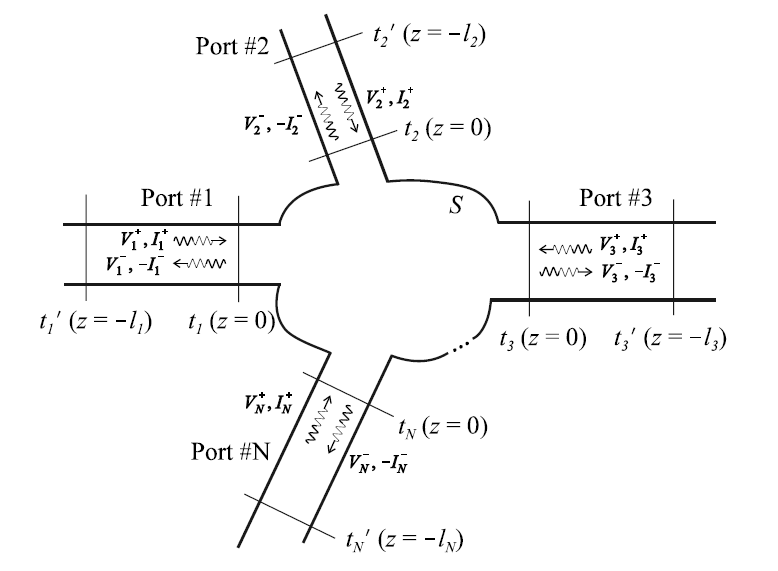 Port #2
t₂′ (z = −l₂)
V₂⁺, I₂⁺
V₂⁻, −I₂⁻
t₂ (z = 0)
Port #1
S
Port #3
V₁⁺, I₁⁺
V₁⁻, −I₁⁻
V₃⁺, I₃⁺
V₃⁻, −I₃⁻
t₁′ (z = −l₁)
t₁ (z = 0)
t₃ (z = 0)
t₃′ (z = −l₃)
V_N⁺, I_N⁺
t_N (z = 0)
Port #N
V_N⁻, −I_N⁻
t_N′ (z = −l_N)